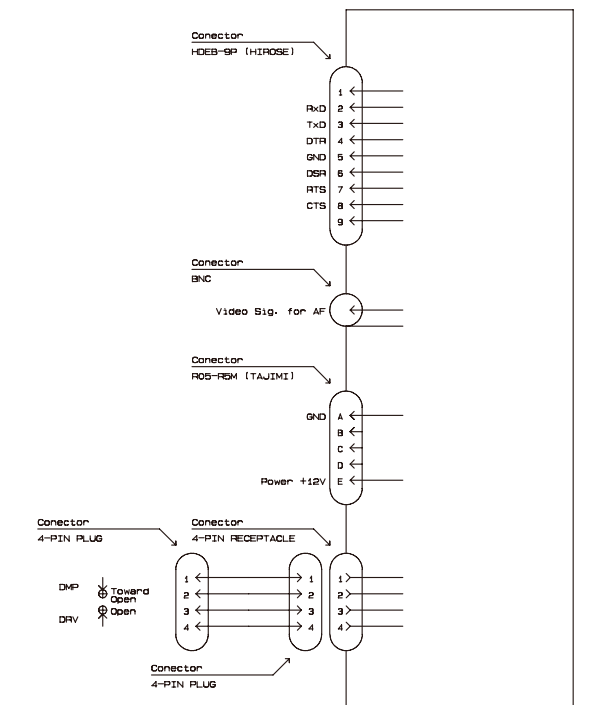 Conector
HDEB-9P (HIROSE)
1
RxD 2
TxD 3
DTR 4
GND 5
DSR 6
RTS 7
CTS 8
9
Conector
BNC
Video Sig. for AF
Conector
R05-R5M (TAJIMI)
GND A
B
C
D
Power +12V E
Conector
4-PIN PLUG
Conector
4-PIN RECEPTACLE
1 1 1
2 2 2
3 3 3
4 4 4
DMP
Toward
Open
Open
DRV
Conector
4-PIN PLUG